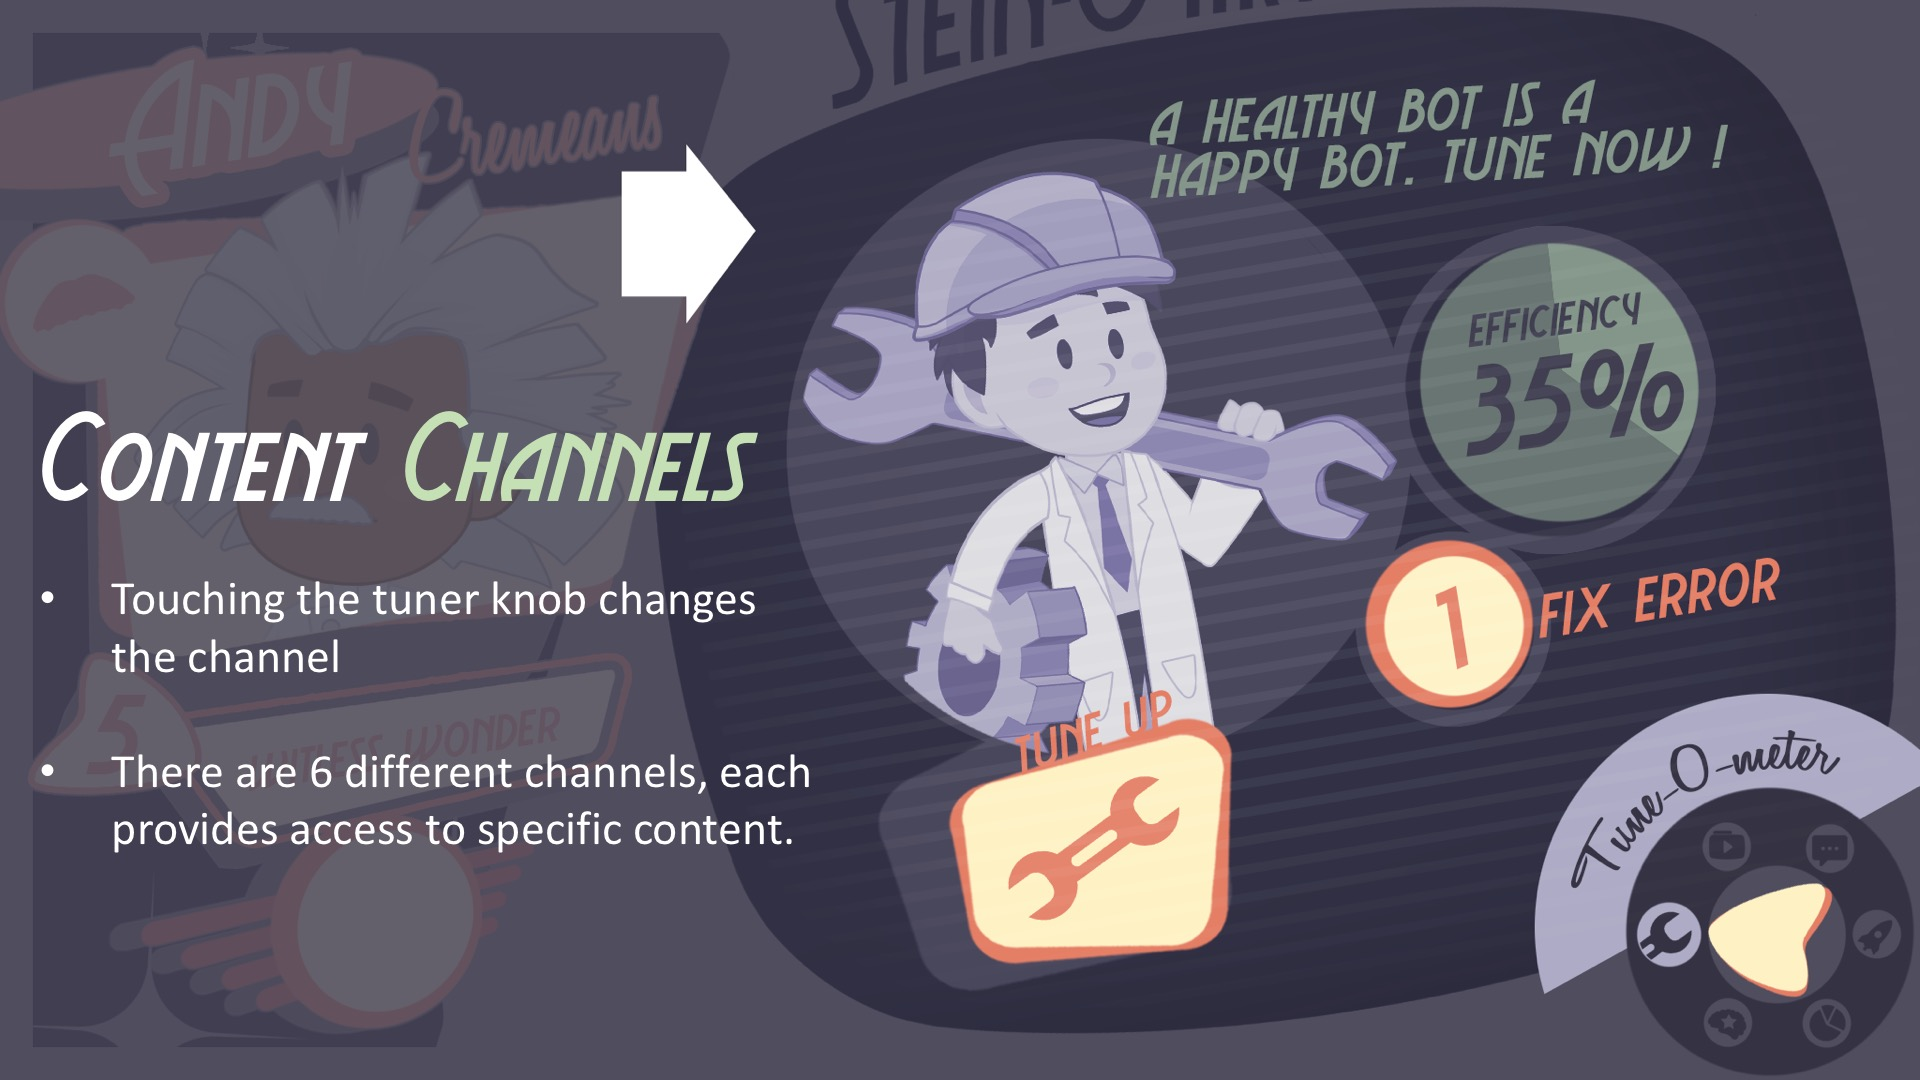 ANDY
Cremeans
A HEALTHY BOT IS A
HAPPY BOT. TUNE NOW !
EFFICIENCY
35%
CONTENT CHANNELS
• Touching the tuner knob changes
the channel
1 FIX ERROR
5
WONDER
TUNE UP
• There are 6 different channels, each
provides access to specific content.
Tune-O-meter